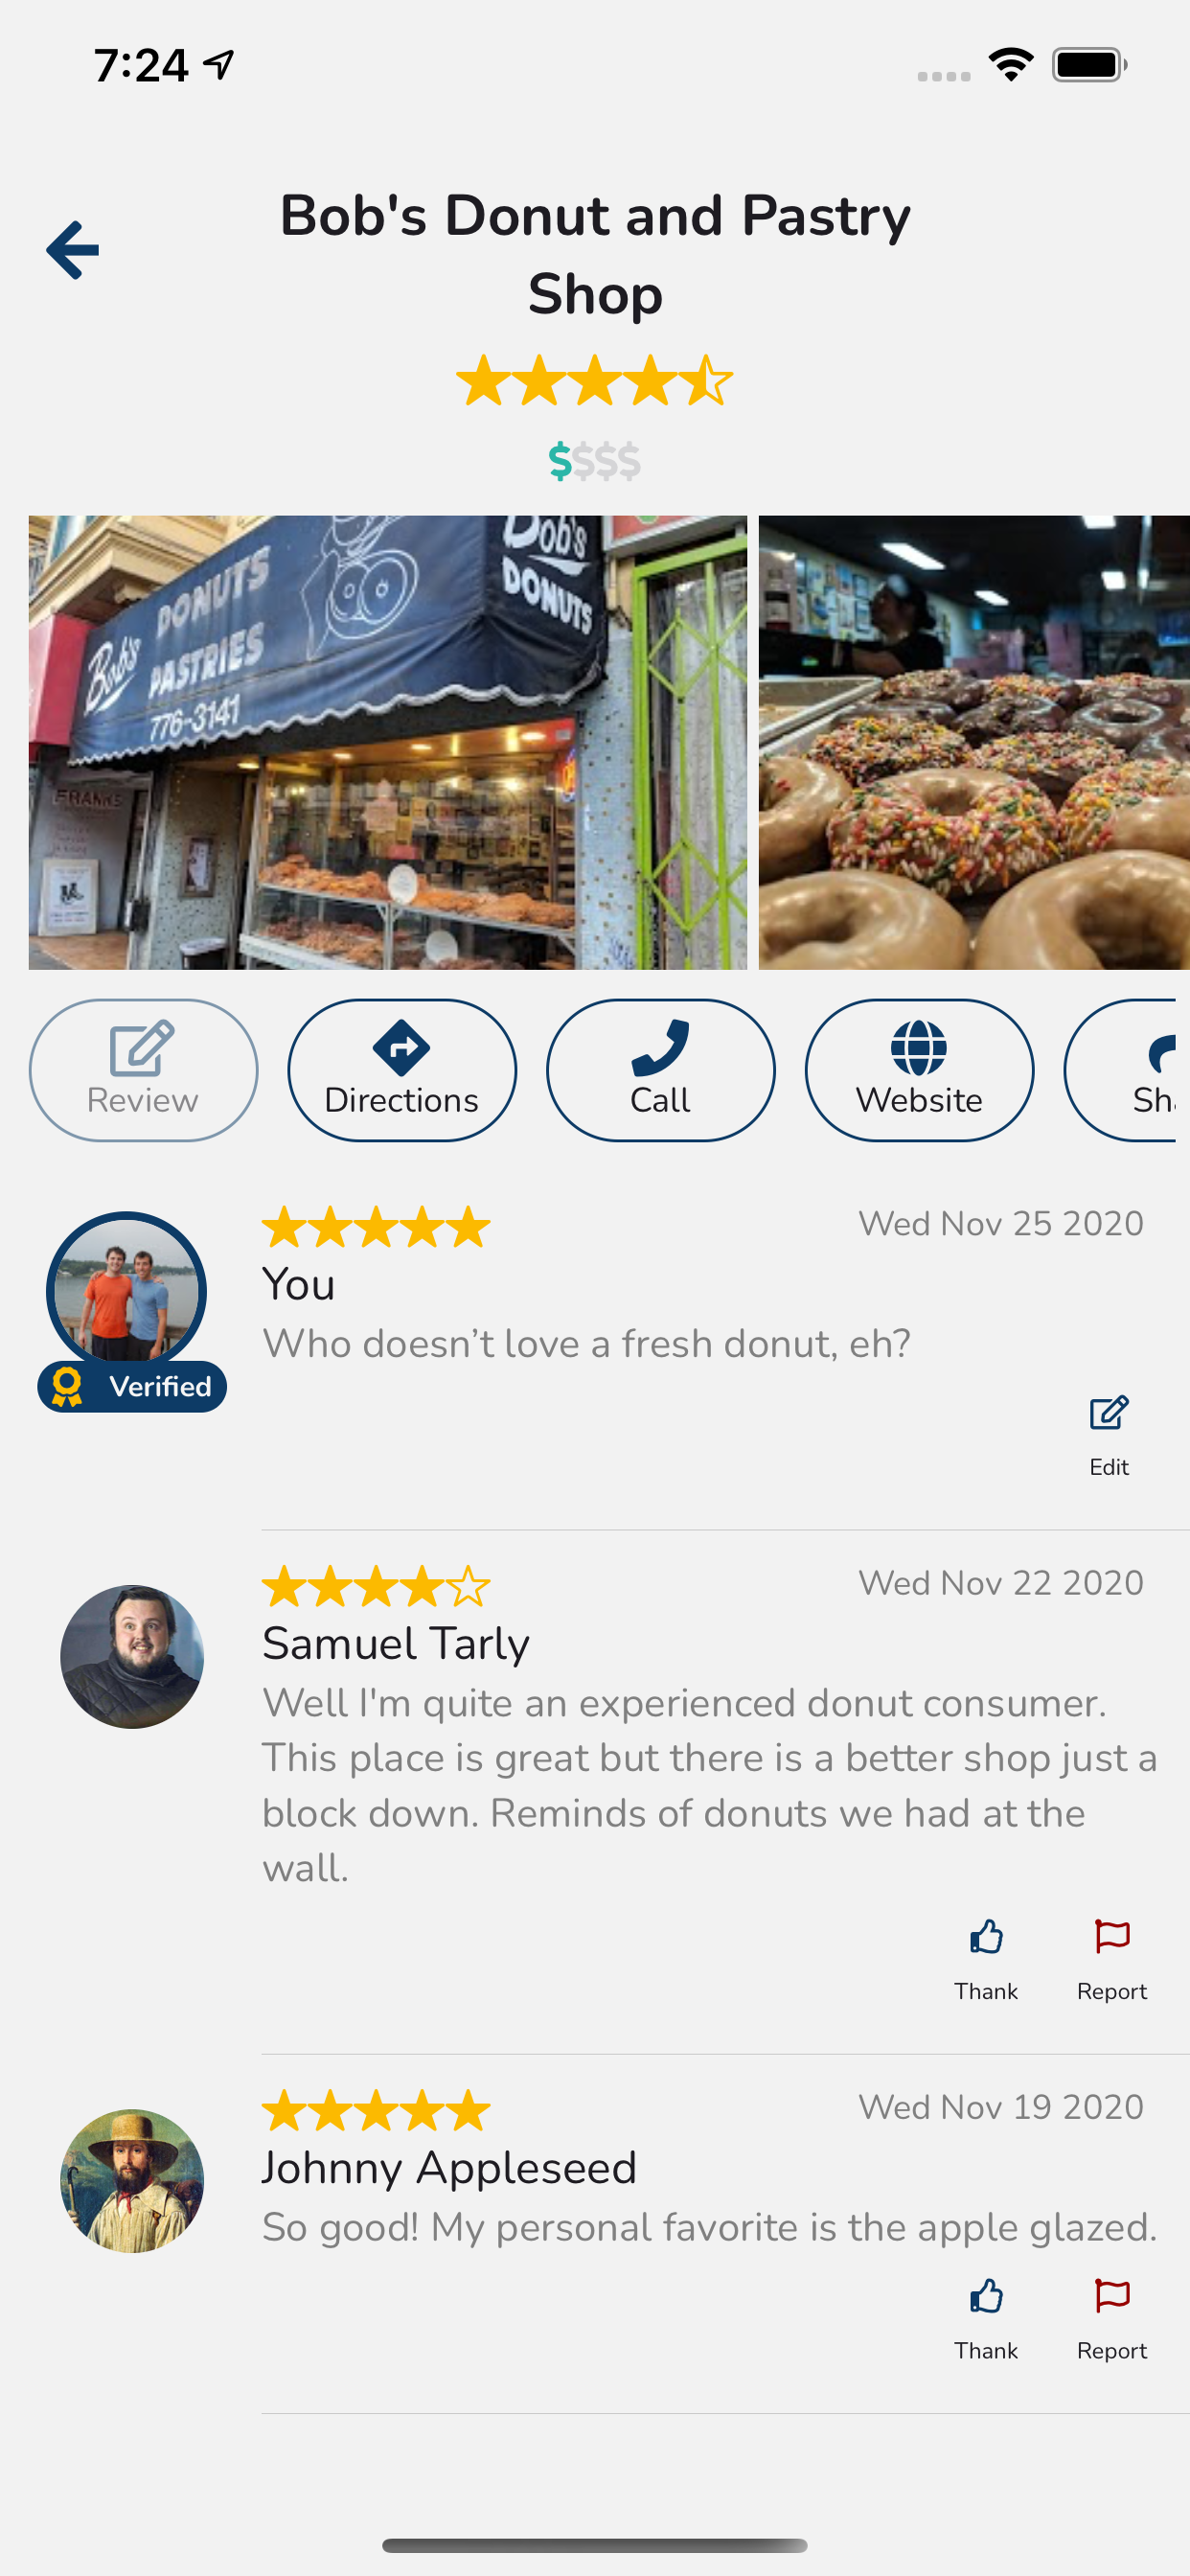 7:24
Bob's Donut and Pastry
Shop
$$$$
DONUTS
Bob's
PASTRIES
776-3141
Bob's
DONUTS
FRANKS
Review
Directions
Call
Website
Sha
Wed Nov 25 2020
You
Who doesn’t love a fresh donut, eh?
Verified
Edit
Wed Nov 22 2020
Samuel Tarly
Well I'm quite an experienced donut consumer.
This place is great but there is a better shop just a
block down. Reminds of donuts we had at the
wall.
Thank
Report
Wed Nov 19 2020
Johnny Appleseed
So good! My personal favorite is the apple glazed.
Thank
Report